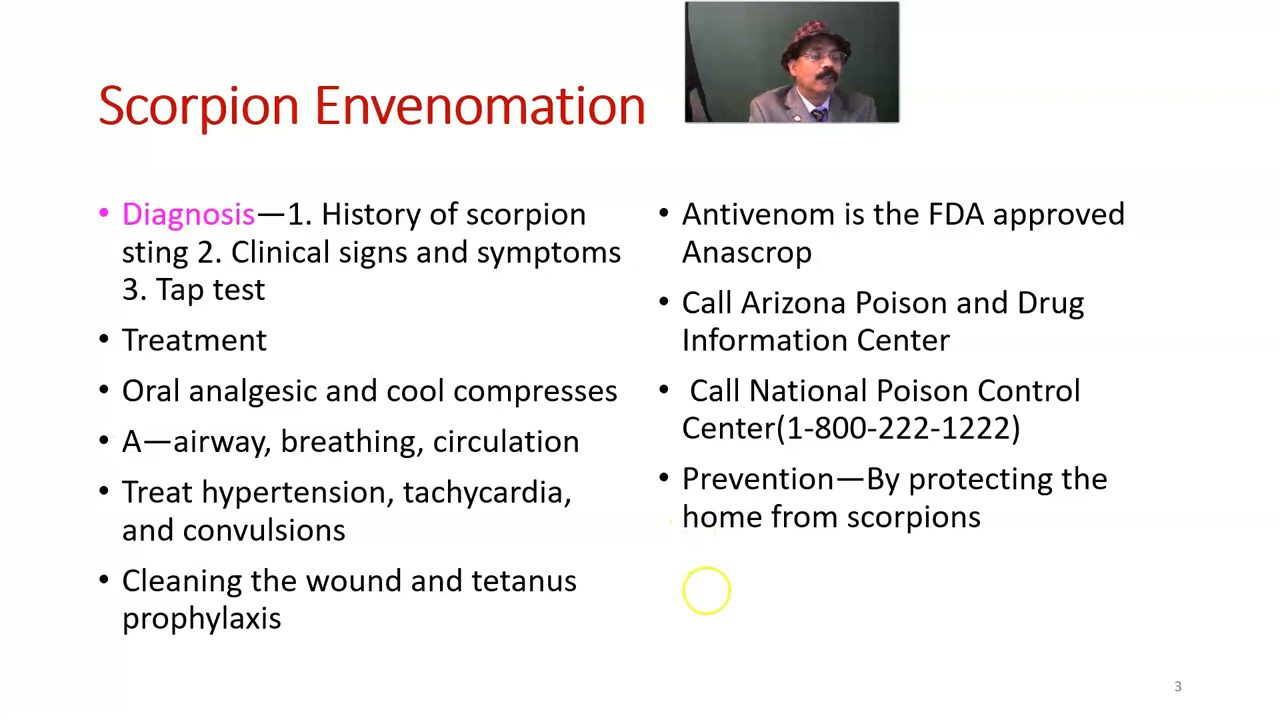 Scorpion Envenomation
• Diagnosis—1. History of scorpion
sting 2. Clinical signs and symptoms
3. Tap test
• Treatment
• Oral analgesic and cool compresses
• A—airway, breathing, circulation
• Treat hypertension, tachycardia,
and convulsions
• Cleaning the wound and tetanus
prophylaxis
• Antivenom is the FDA approved
Anascrop
• Call Arizona Poison and Drug
Information Center
• Call National Poison Control
Center(1-800-222-1222)
• Prevention—By protecting the
home from scorpions
3